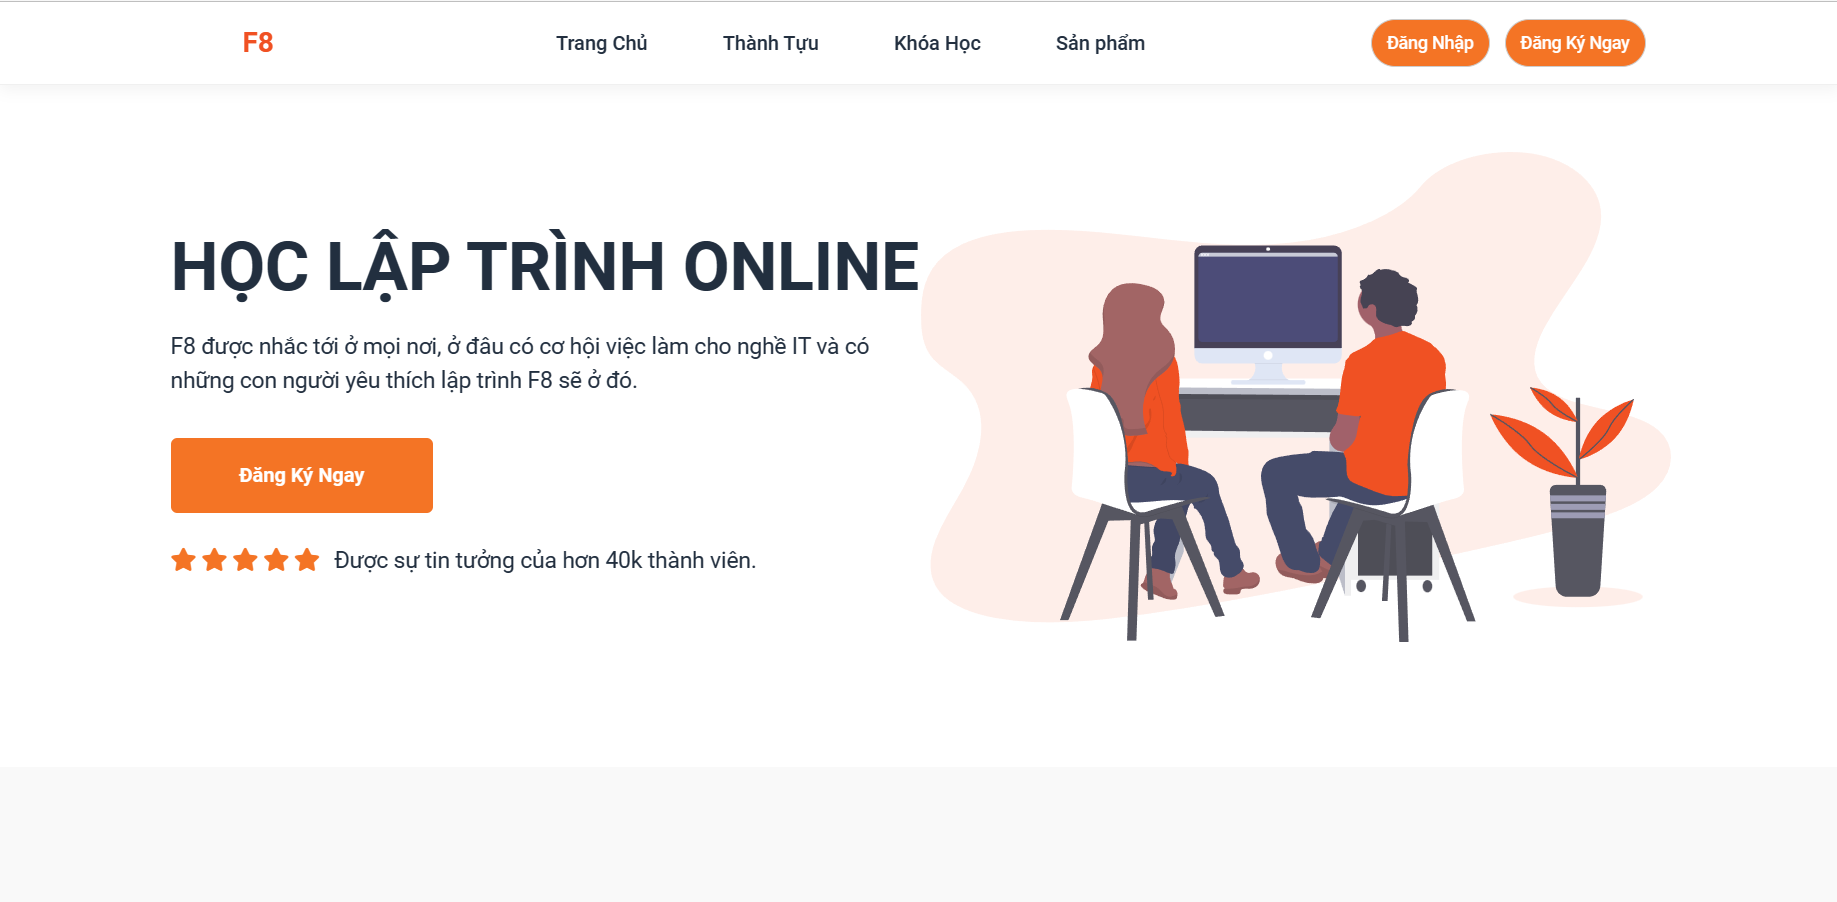 F8
Trang Chủ
Thành Tựu
Khóa Học
Sản phẩm
Đăng Nhập
Đăng Ký Ngay
HỌC LẬP TRÌNH ONLINE
F8 được nhắc tới ở mọi nơi, ở đâu có cơ hội việc làm cho nghề IT và có
những con người yêu thích lập trình F8 sẽ ở đó.
Đăng Ký Ngay
Được sự tin tưởng của hơn 40k thành viên.